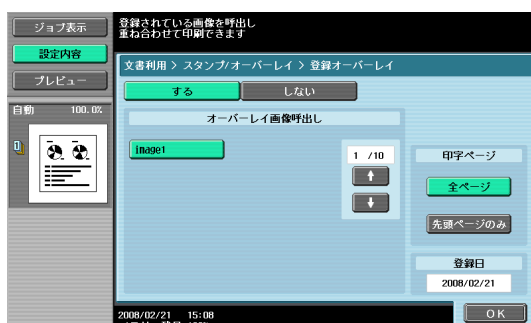 ジョブ表示
設定内容
プレビュー
自動 100.0%
登録されている画像を呼出し
重ね合わせて印刷できます
文書利用 > スタンプ/オーバーレイ > 登録オーバーレイ
する しない
オーバーレイ画像呼出し
image1
1 /10
印字ページ
全ページ
先頭ページのみ
登録日
2008/02/21
2008/02/21 15:08
OK